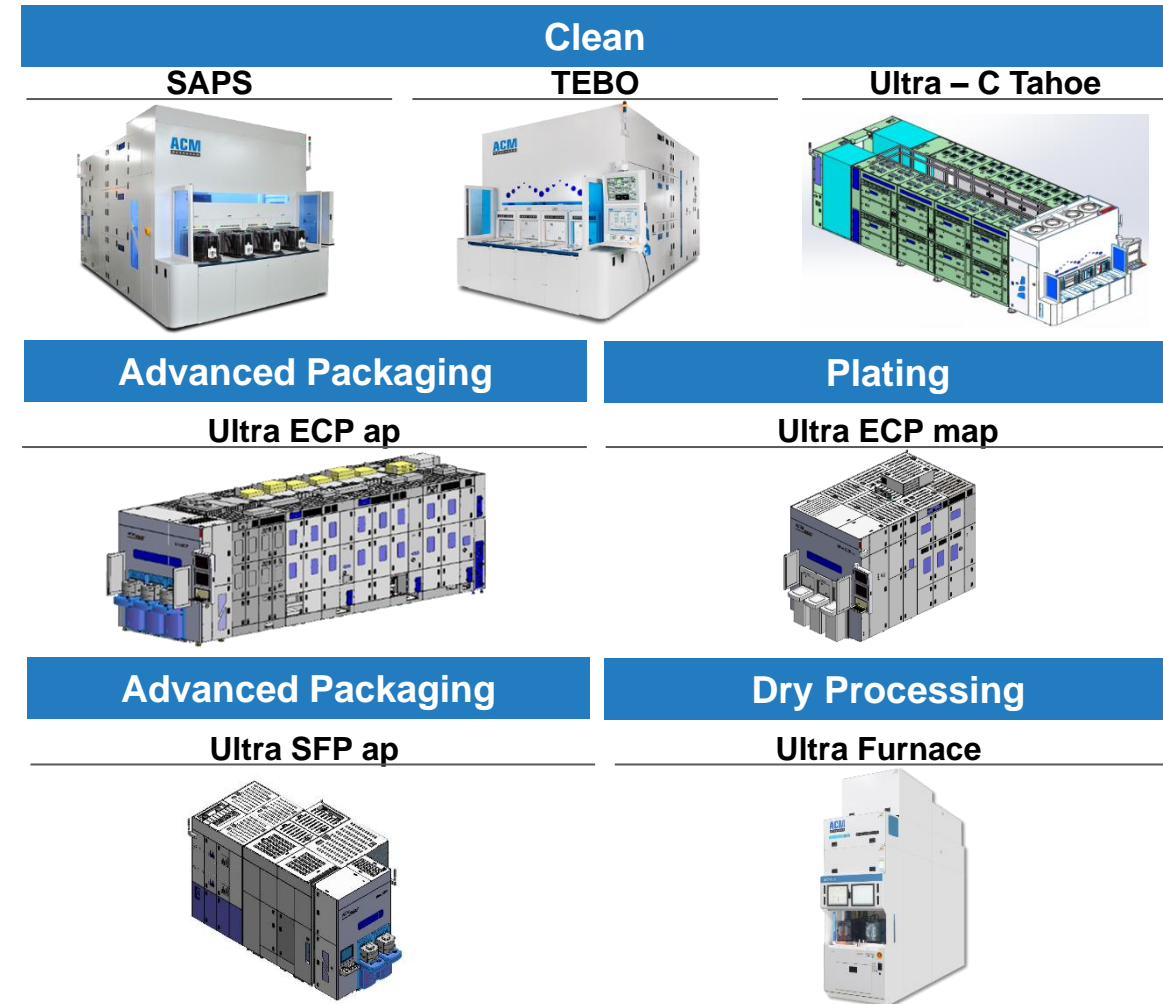 Clean
SAPS
TEBO
Ultra – C Tahoe
ACM
ACM
Advanced Packaging
Plating
Ultra ECP ap
Ultra ECP map
Advanced Packaging
Dry Processing
Ultra SFP ap
Ultra Furnace
ACM